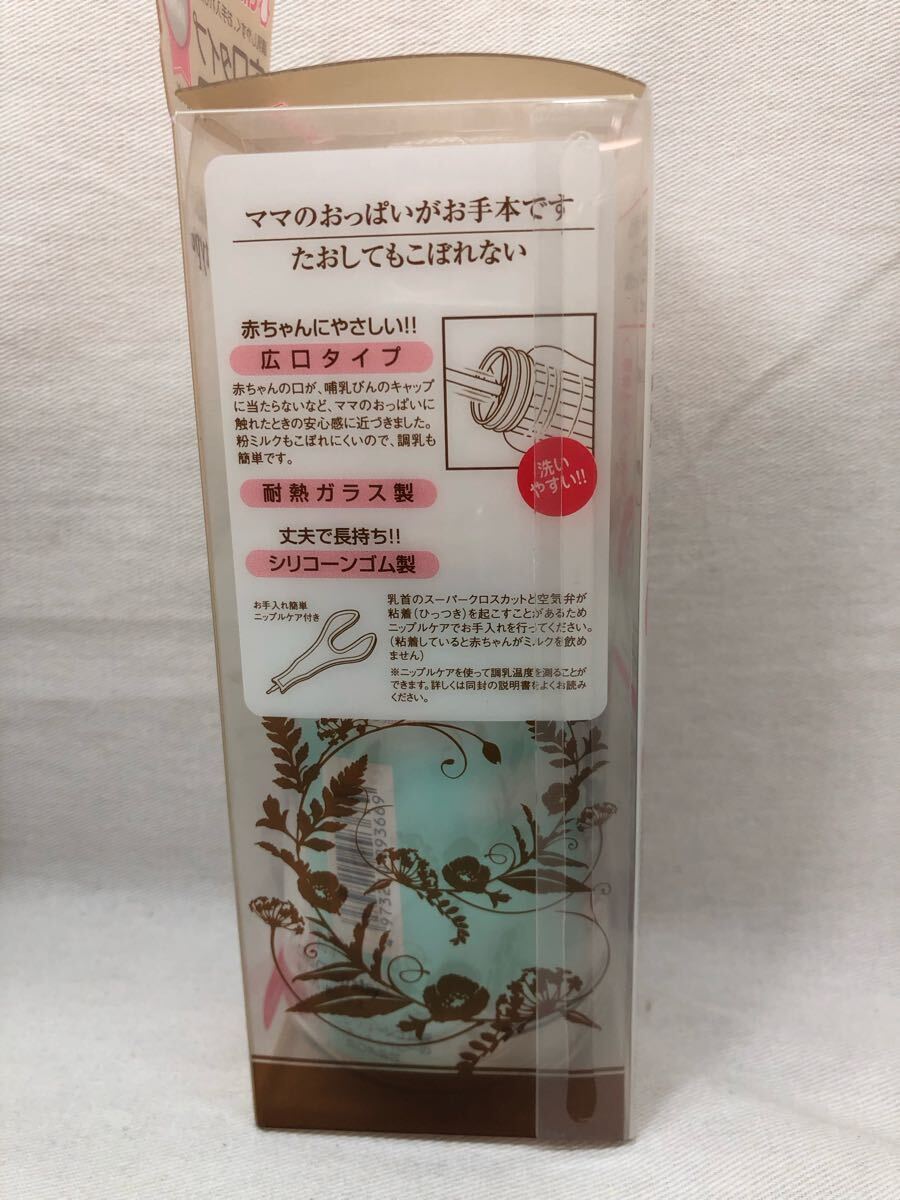 広口タイプ
ママのおっぱいがお手本です
たおしてもこぼれない
赤ちゃんにやさしい!!
広口タイプ
赤ちゃんの口が、哺乳びんのキャップ
に当たらないなど、ママのおっぱいに
触れたときの安心感に近づきました。
粉ミルクもこぼれにくいので、調乳も
簡単です。
洗い
やすい!!
耐熱ガラス製
丈夫で長持ち!!
シリコーンゴム製
お手入れ簡単
ニップルケア付き
乳首のスーパークロスカットと空気弁が
粘着(ひっつき)を起こすことがあるため
ニップルケアでお手入れを行ってください。
(粘着していると赤ちゃんがミルクを飲め
ません)
※ニップルケアを使って調乳温度を測ることが
できます。詳しくは同封の説明書をよくお読み
ください。